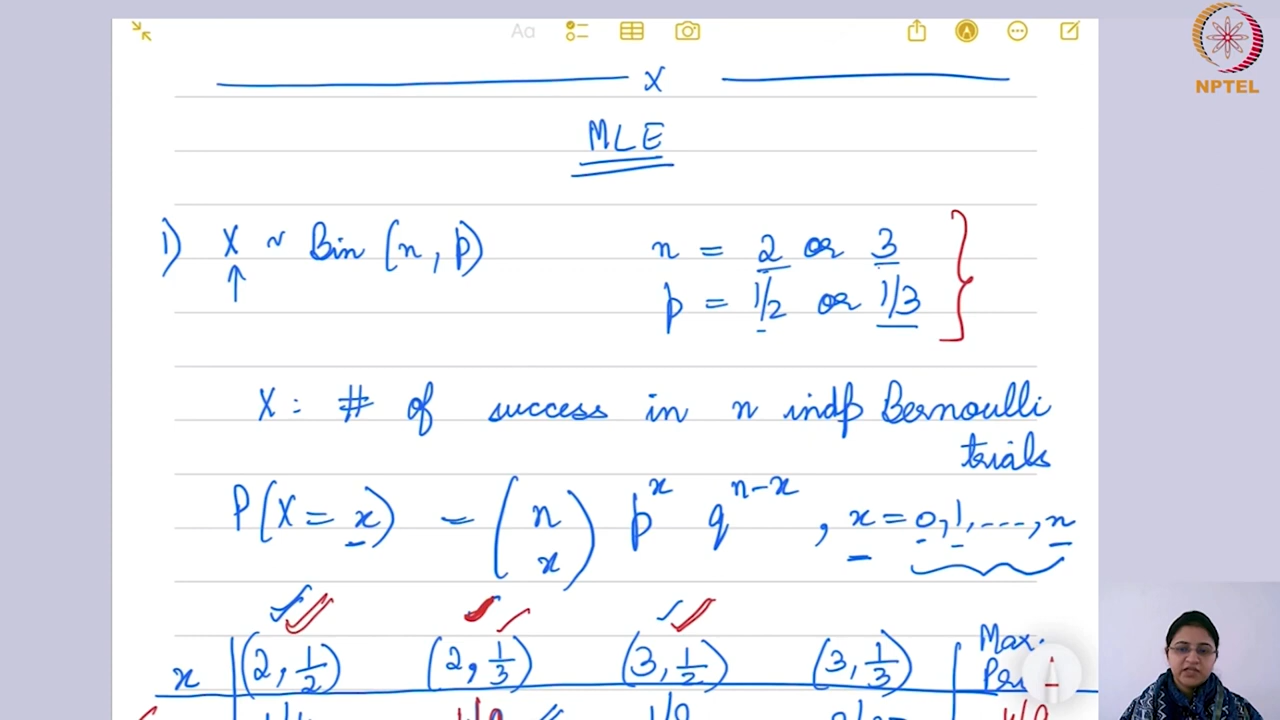 Aa
NPTEL
X
MLE
1) X ~ Bin (n, p) n = 2 or 3
p = 1/2 or 1/3
X: # of success in n indp Bernoulli
trials
P(X = x) = (n x) p^x q^{n-x}, x = 0, 1, ...., n
x (2, 1/2) (2, 1/3) (3, 1/2) (3, 1/3) Max.